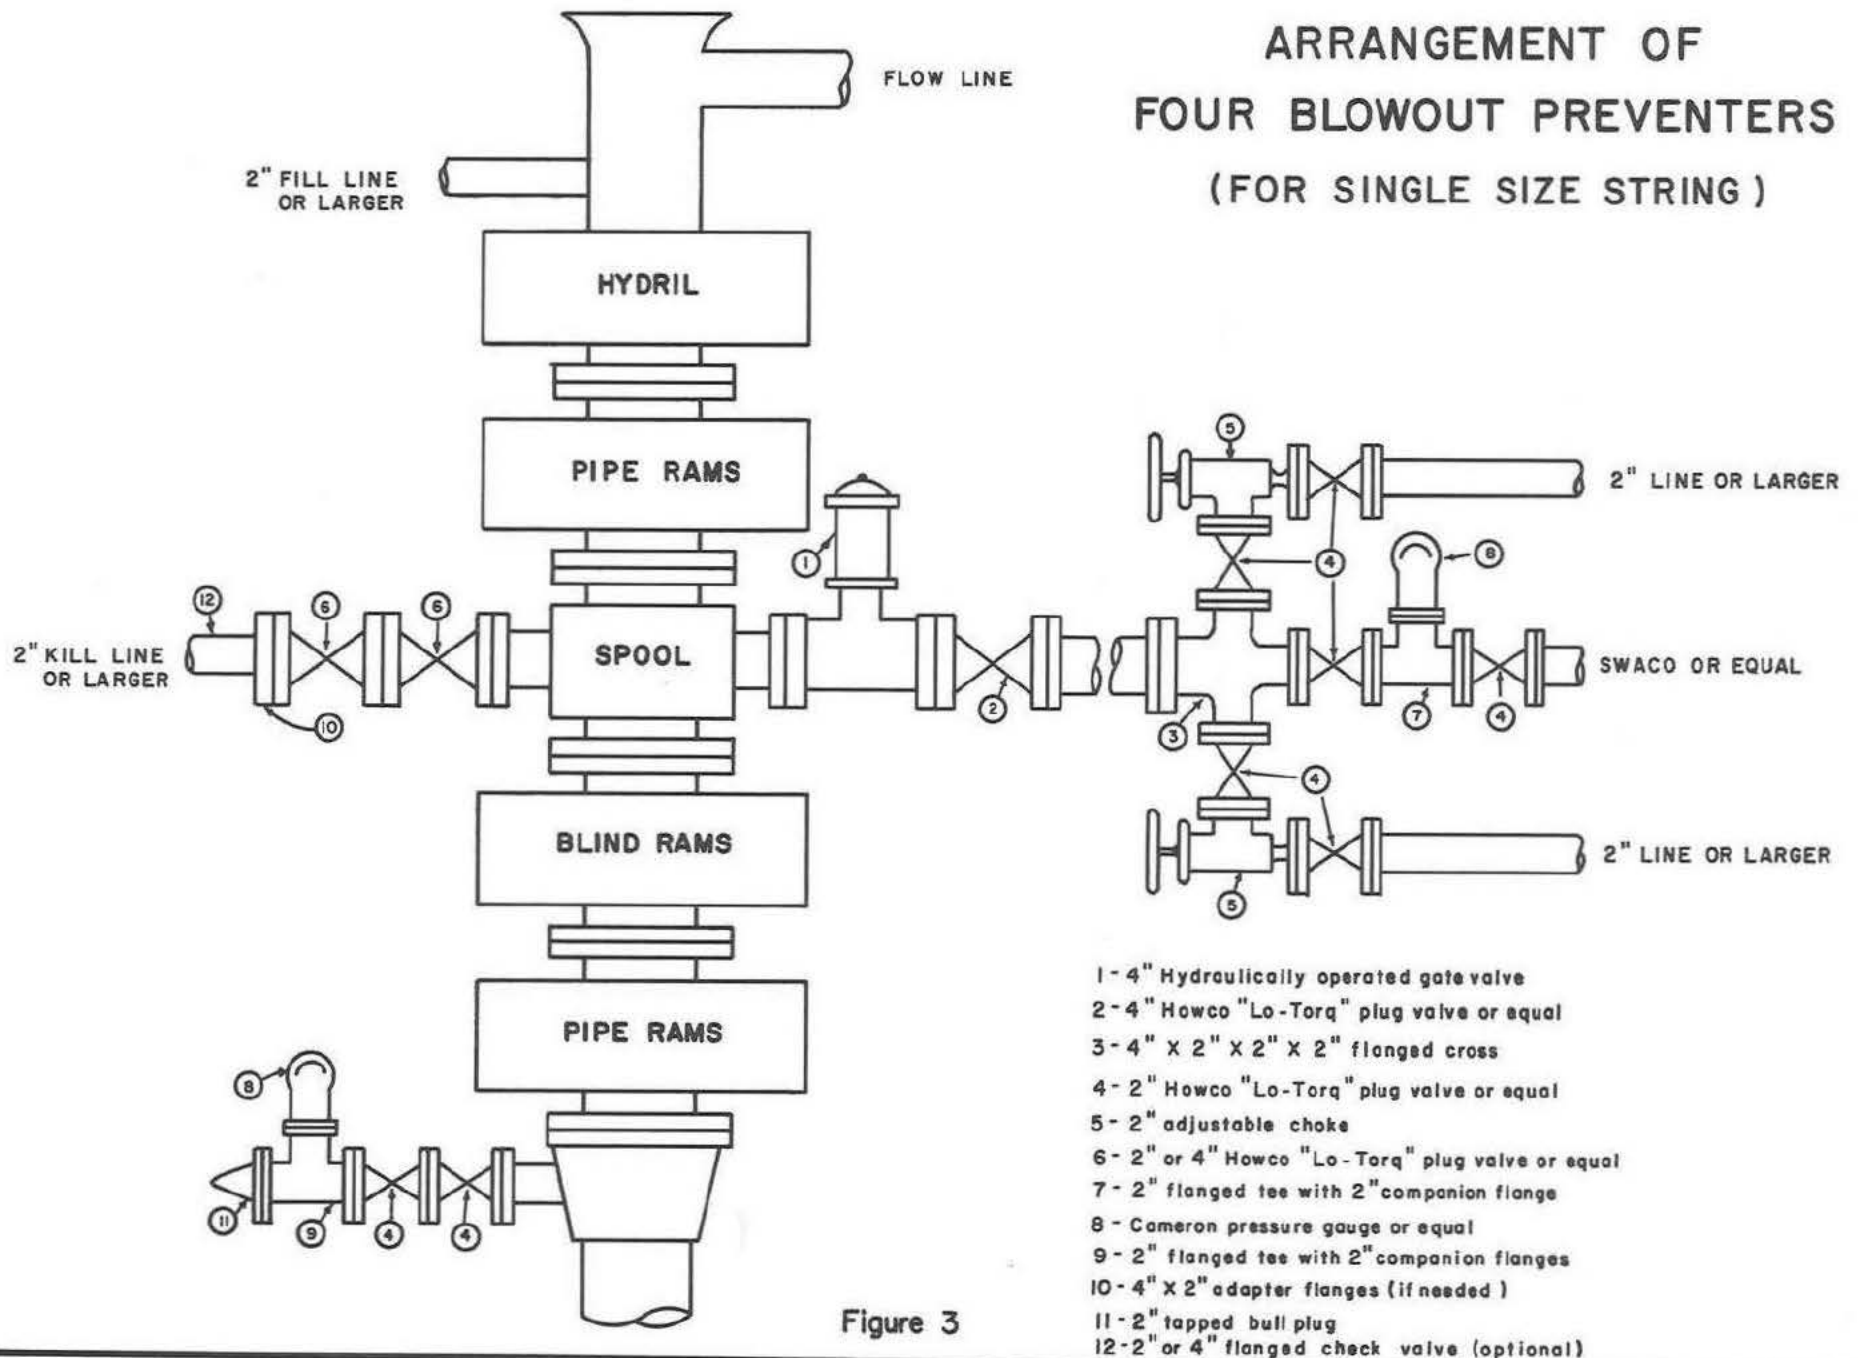 ARRANGEMENT OF
FOUR BLOWOUT PREVENTERS
(FOR SINGLE SIZE STRING)
FLOW LINE
2" FILL LINE
OR LARGER
HYDRIL
PIPE RAMS
5
2" LINE OR LARGER
1
4
8
12
6
6
2" KILL LINE
OR LARGER
SPOOL
SWACO OR EQUAL
10
2
3
7
4
4
BLIND RAMS
2" LINE OR LARGER
5
PIPE RAMS
8
11
9
4
4
1-4" Hydraulically operated gate valve
2-4" Howco "Lo-Torq" plug valve or equal
3-4" X 2" X 2" X 2" flanged cross
4-2" Howco "Lo-Torq" plug valve or equal
5-2" adjustable choke
6-2" or 4" Howco "Lo-Torq" plug valve or equal
7-2" flanged tee with 2" companion flange
8-Cameron pressure gauge or equal
9-2" flanged tee with 2" companion flanges
10-4" X 2" adapter flanges (if needed)
11-2" tapped bull plug
12-2" or 4" flanged check valve (optional)
Figure 3